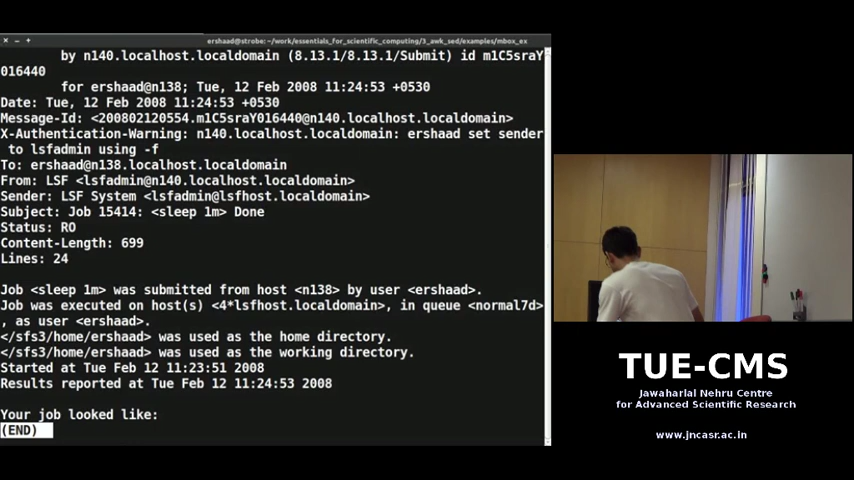 ershaad@strobe: ~/work/essentials_for_scientific_computing/3_awk_sed/examples/mbox_ex
by n140.localhost.localdomain (8.13.1/8.13.1/Submit) id m1C5sraY
016440
for ershaad@n138; Tue, 12 Feb 2008 11:24:53 +0530
Date: Tue, 12 Feb 2008 11:24:53 +0530
Message-Id: <200802120554.m1C5sraY016440@n140.localhost.localdomain>
X-Authentication-Warning: n140.localhost.localdomain: ershaad set sender
to lsfadmin using -f
To: ershaad@n138.localhost.localdomain
From: LSF <lsfadmin@n140.localhost.localdomain>
Sender: LSF System <lsfadmin@lsfhost.localdomain>
Subject: Job 15414: <sleep 1m> Done
Status: RO
Content-Length: 699
Lines: 24
Job <sleep 1m> was submitted from host <n138> by user <ershaad>.
Job was executed on host(s) <4*lsfhost.localdomain>, in queue <normal7d>
, as user <ershaad>.
</sfs3/home/ershaad> was used as the home directory.
</sfs3/home/ershaad> was used as the working directory.
Started at Tue Feb 12 11:23:51 2008
Results reported at Tue Feb 12 11:24:53 2008
Your job looked like:
(END)
TUE-CMS
Jawaharlal Nehru Centre
for Advanced Scientific Research
www.jncasr.ac.in